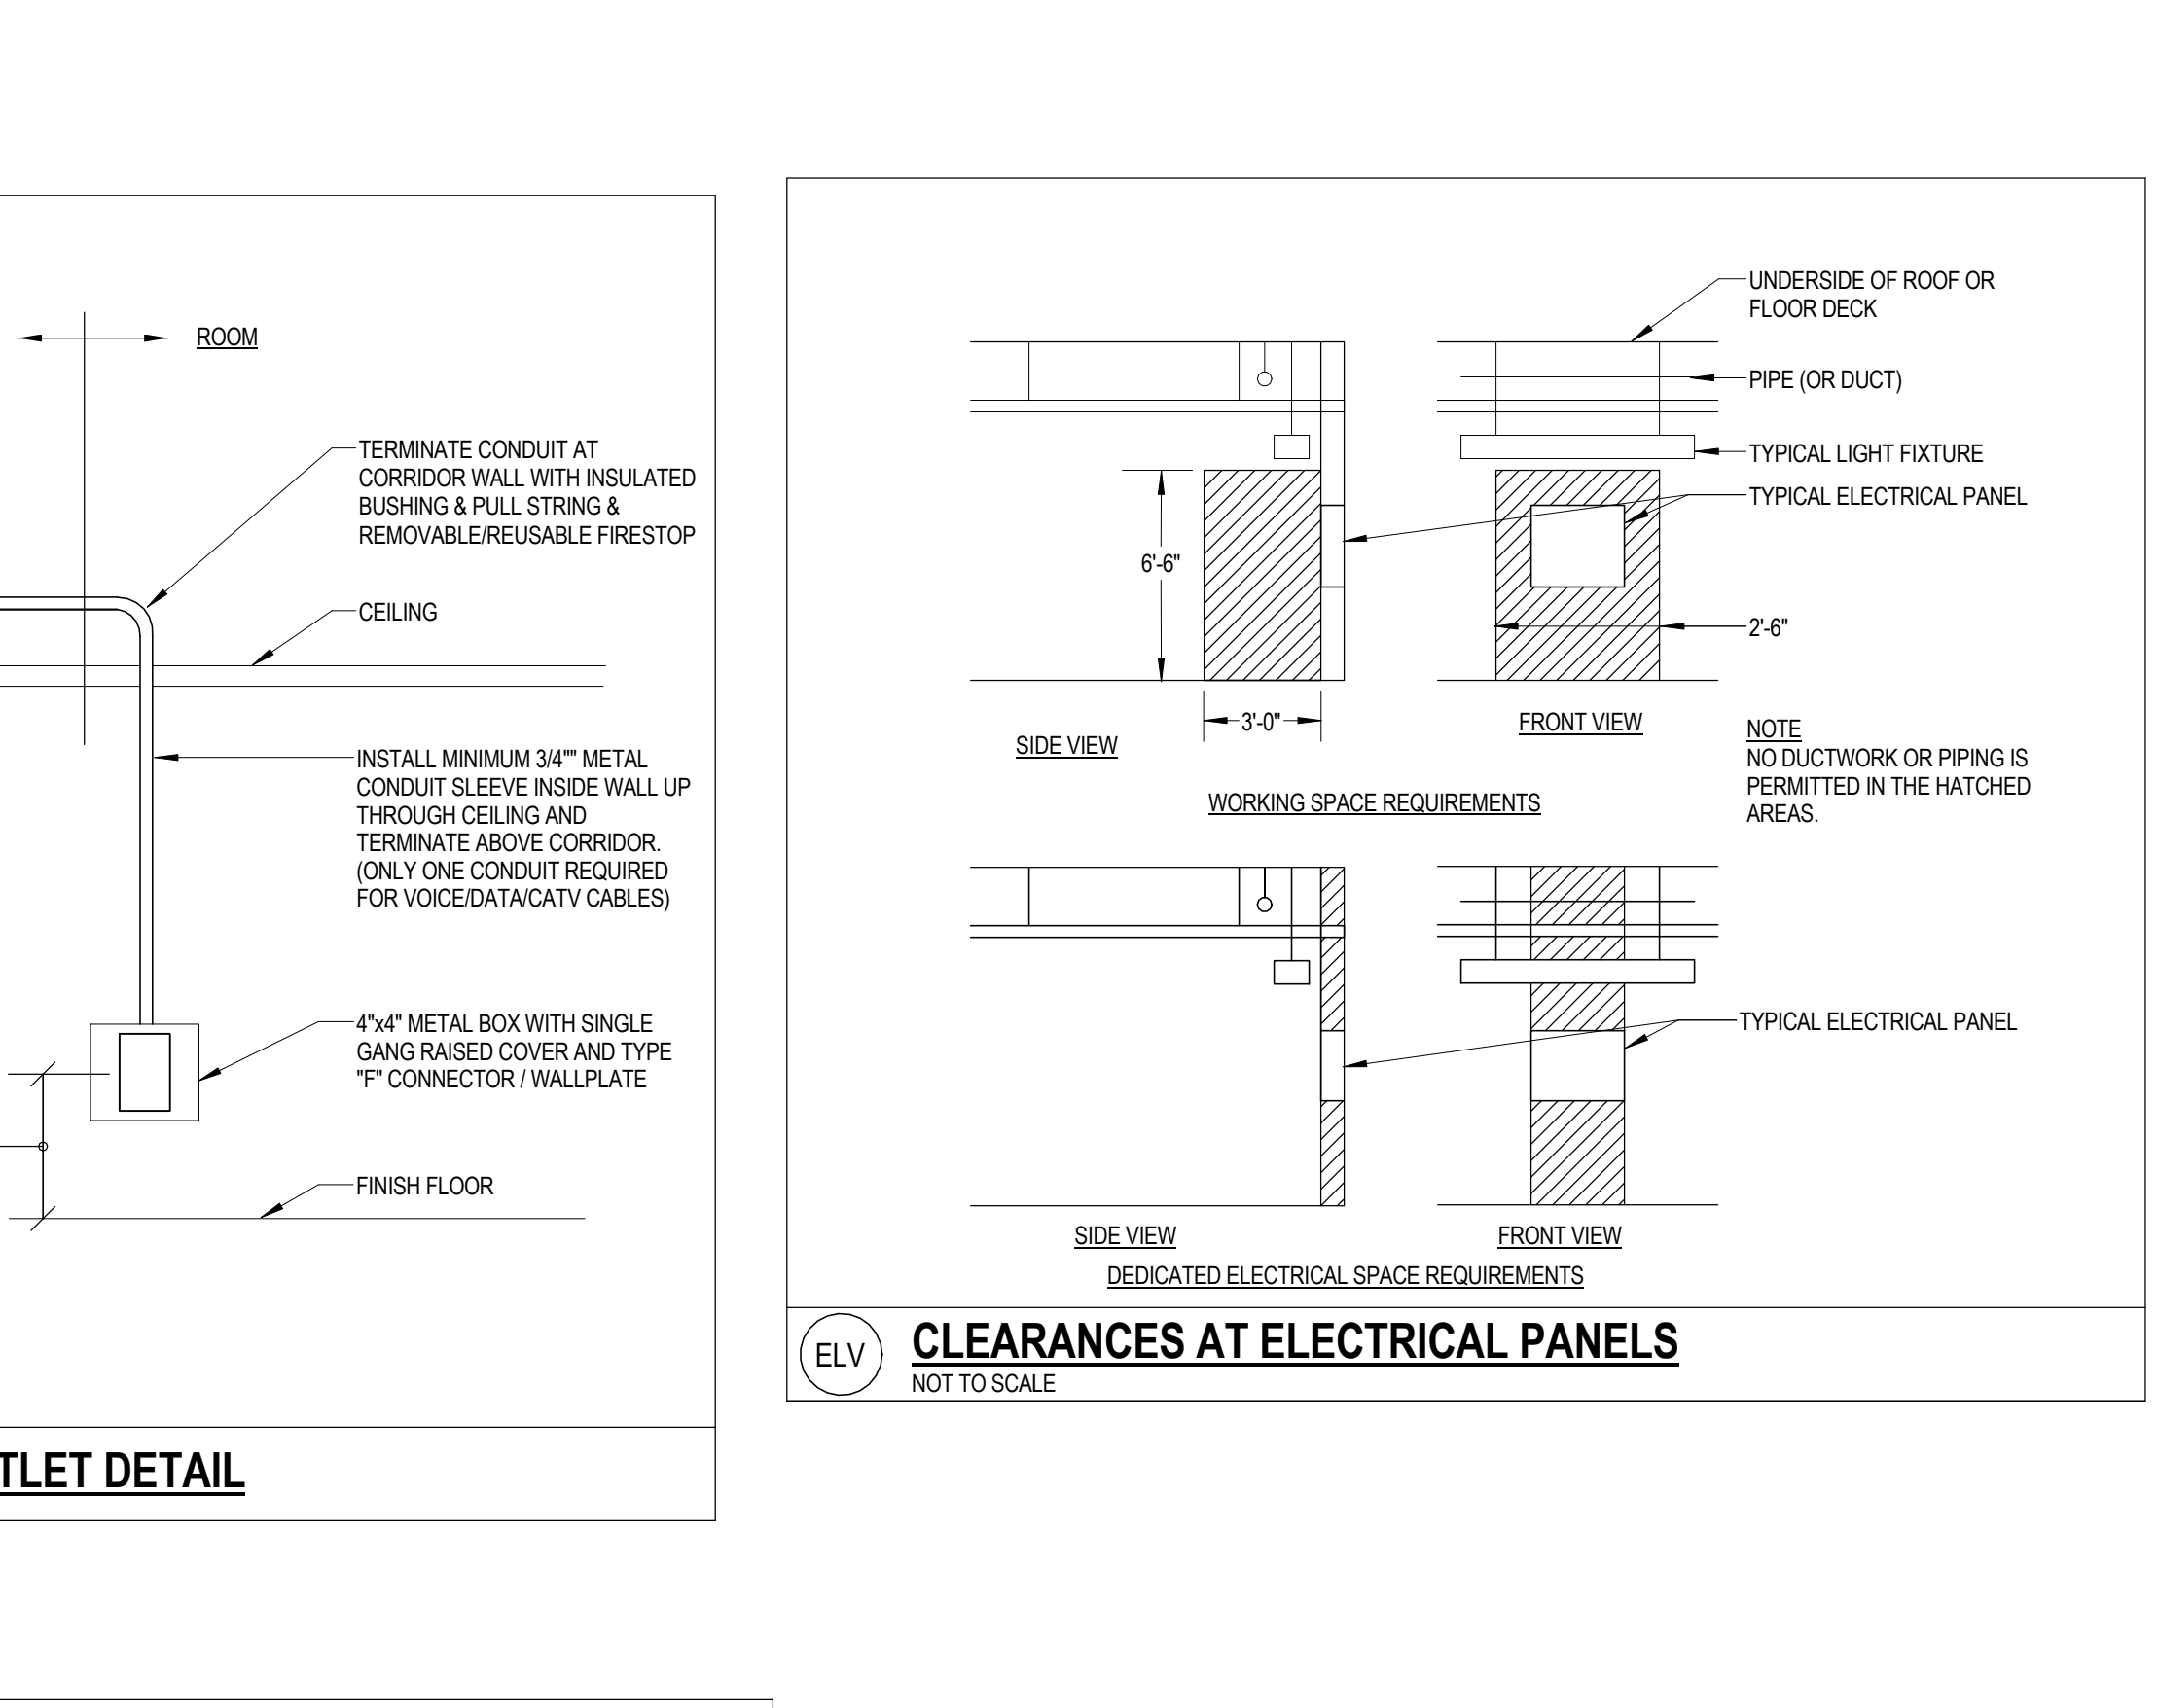 ROOM
TERMINATE CONDUIT AT
CORRIDOR WALL WITH INSULATED
BUSHING & PULL STRING &
REMOVABLE/REUSABLE FIRESTOP
CEILING
INSTALL MINIMUM 3/4"" METAL
CONDUIT SLEEVE INSIDE WALL UP
THROUGH CEILING AND
TERMINATE ABOVE CORRIDOR.
(ONLY ONE CONDUIT REQUIRED
FOR VOICE/DATA/CATV CABLES)
4"x4" METAL BOX WITH SINGLE
GANG RAISED COVER AND TYPE
"F" CONNECTOR / WALLPLATE
FINISH FLOOR
TLET DETAIL
UNDERSIDE OF ROOF OR
FLOOR DECK
PIPE (OR DUCT)
TYPICAL LIGHT FIXTURE
TYPICAL ELECTRICAL PANEL
6'-6"
2'-6"
3'-0"
SIDE VIEW
FRONT VIEW
NOTE
NO DUCTWORK OR PIPING IS
PERMITTED IN THE HATCHED
AREAS.
WORKING SPACE REQUIREMENTS
TYPICAL ELECTRICAL PANEL
SIDE VIEW
FRONT VIEW
DEDICATED ELECTRICAL SPACE REQUIREMENTS
ELV
CLEARANCES AT ELECTRICAL PANELS
NOT TO SCALE